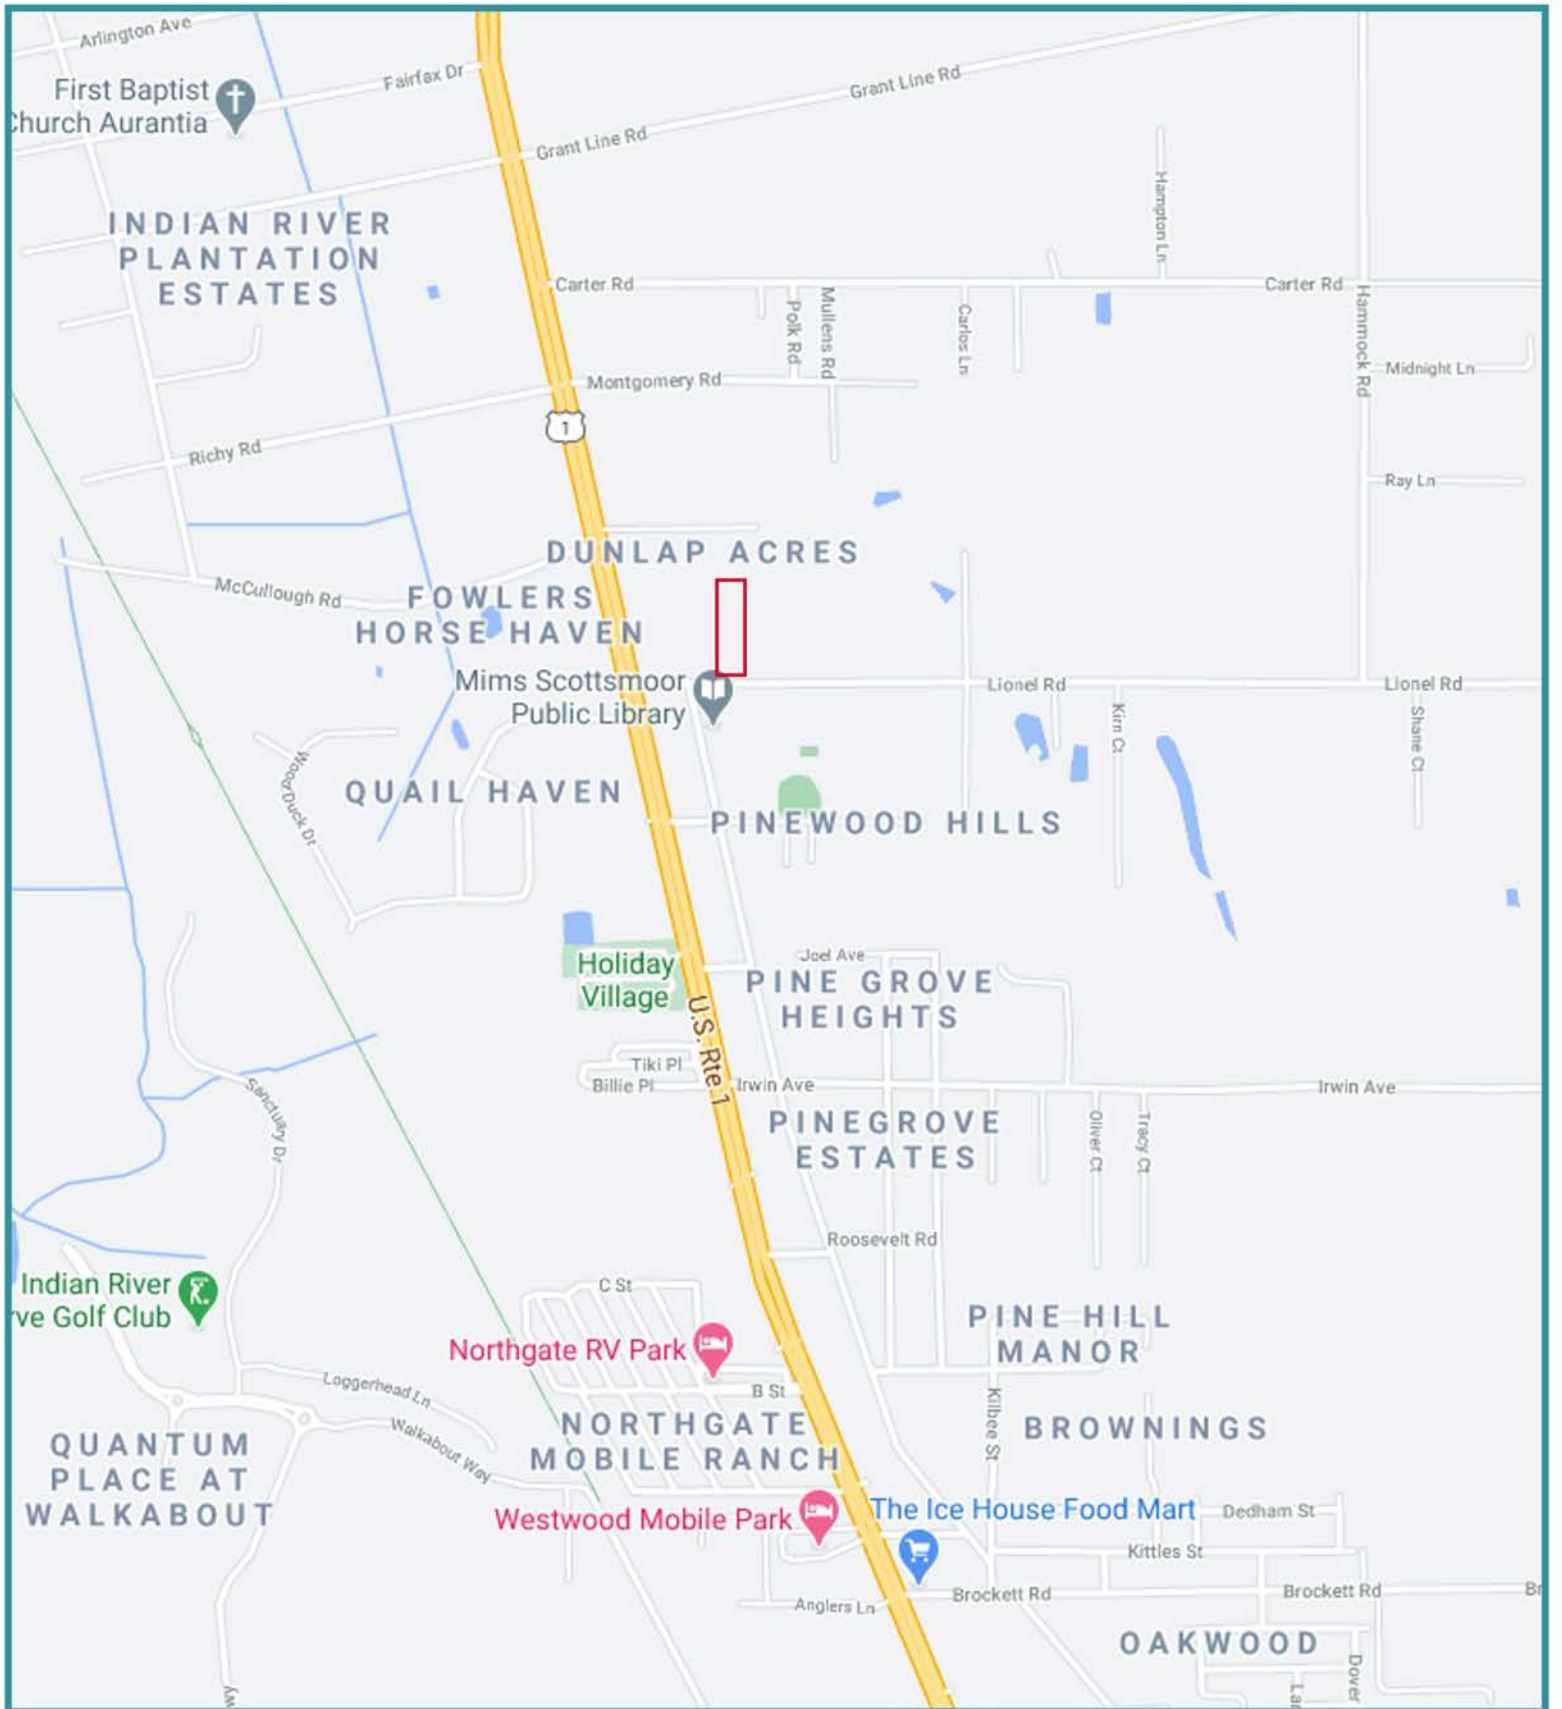 Arlington Ave
First Baptist
Church Aurantia
Fairfax Dr
Grant Line Rd
Grant Line Rd
Hampton Ln
INDIAN RIVER
PLANTATION
ESTATES
Carter Rd
Carter Rd
Polk Rd
Mullens Rd
Carlos Ln
Hammock Rd
Midnight Ln
Montgomery Rd
1
Richy Rd
Ray Ln
DUNLAP ACRES
McCullough Rd
FOWLERS
HORSE HAVEN
Mims Scottsmoor
Public Library
Lionel Rd
Lionel Rd
Kirn Ct
Shane Ct
Wood Duck Dr
QUAIL HAVEN
PINEWOOD HILLS
Holiday
Village
Joel Ave
PINE GROVE
HEIGHTS
U.S. Rte 1
Tiki Pl
Billie Pl
Irwin Ave
Irwin Ave
Sanctuary Dr
PINEGROVE
ESTATES
Oliver Ct
Tracy Ct
Roosevelt Rd
Indian River
ve Golf Club
C St
PINE HILL
MANOR
Northgate RV Park
B St
Loggerhead Ln
Walkabout Way
Kilbee St
NORTHGATE
MOBILE RANCH
BROWNINGS
QUANTUM
PLACE AT
WALKABOUT
Westwood Mobile Park
The Ice House Food Mart
Dedham St
Kittles St
Brockett Rd
Brockett Rd
Br
Anglers Ln
OAKWOOD
Dover
La
wy